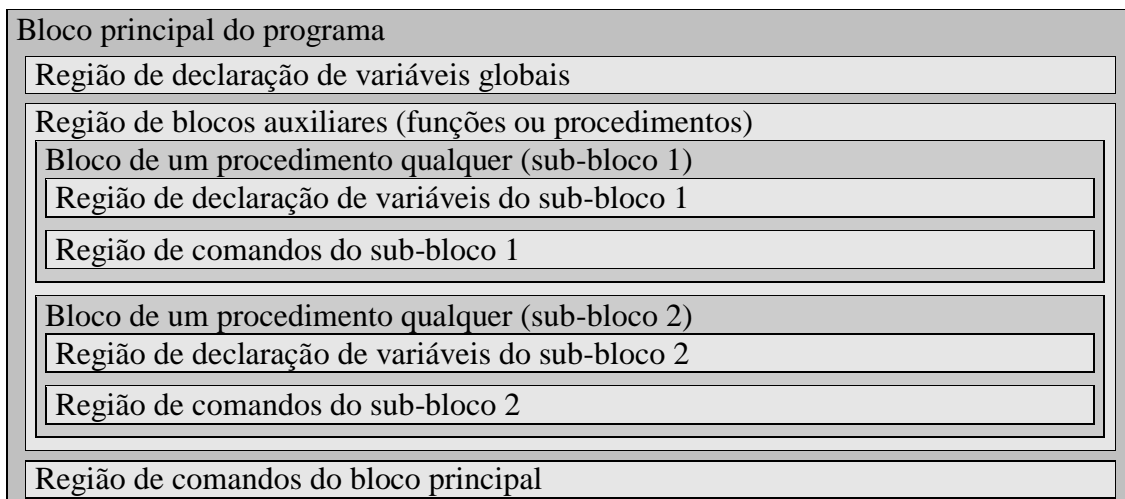 Bloco principal do programa
Região de declaração de variáveis globais
Região de blocos auxiliares (funções ou procedimentos)
Bloco de um procedimento qualquer (sub-bloco 1)
Região de declaração de variáveis do sub-bloco 1
Região de comandos do sub-bloco 1
Bloco de um procedimento qualquer (sub-bloco 2)
Região de declaração de variáveis do sub-bloco 2
Região de comandos do sub-bloco 2
Região de comandos do bloco principal